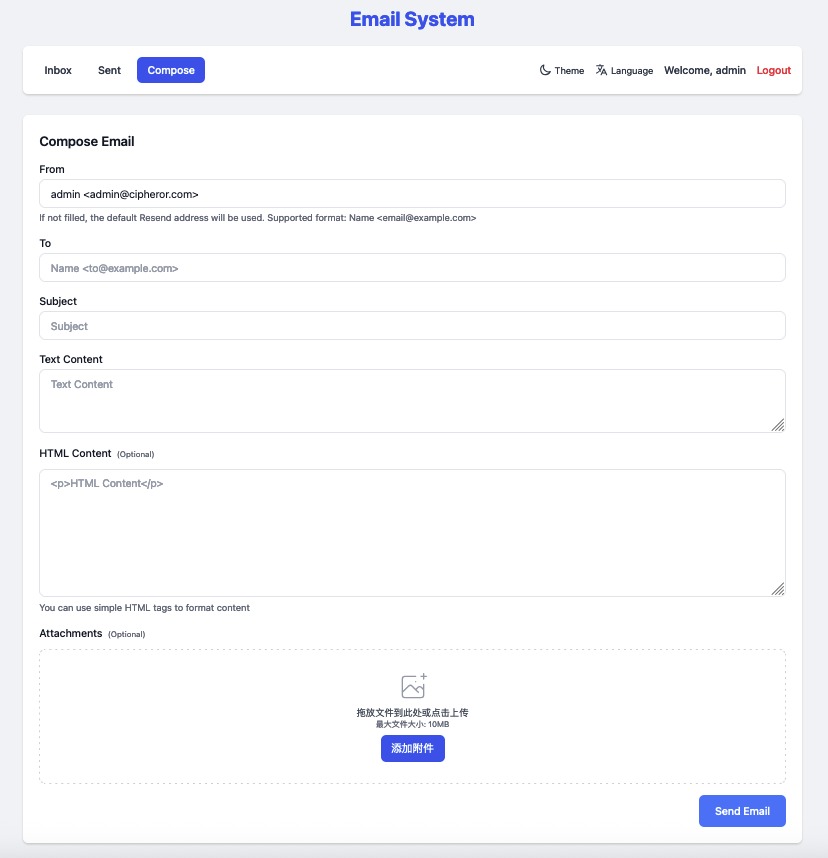 Email System
Inbox Sent Compose Theme Language Welcome, admin Logout
Compose Email
From
admin <admin@cipheror.com>
If not filled, the default Resend address will be used. Supported format: Name <email@example.com>
To
Name <to@example.com>
Subject
Subject
Text Content
Text Content
HTML Content (Optional)
<p>HTML Content</p>
You can use simple HTML tags to format content
Attachments (Optional)
拖放文件到此处或点击上传
最大文件大小: 10MB
添加附件
Send Email